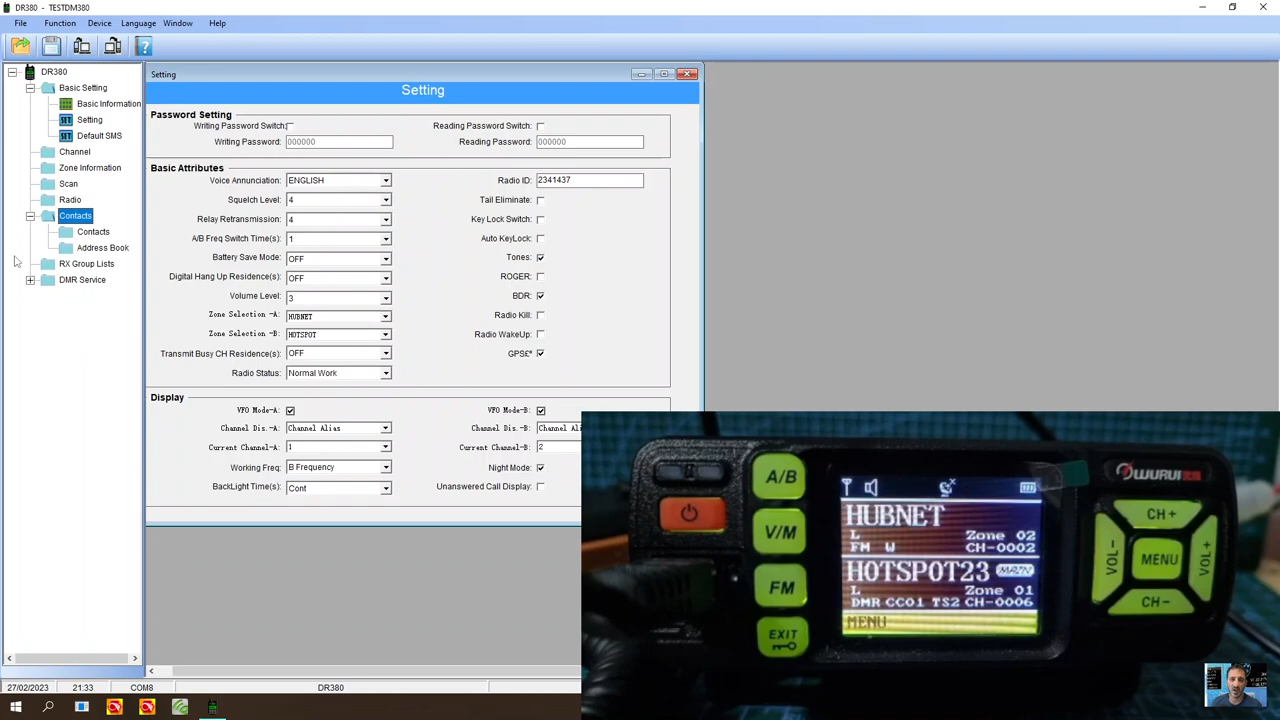 DR380 - TESTDM380
File Function Device Language Window Help
DR380
Basic Setting
Basic Information
Setting
Default SMS
Channel
Zone Information
Scan
Radio
Contacts
Contacts
Address Book
RX Group Lists
DMR Service
Setting
Setting
Password Setting
Writing Password Switch:
Reading Password Switch:
Writing Password: 000000
Reading Password: 000000
Basic Attributes
Voice Annunciation: ENGLISH
Radio ID: 2341437
Squelch Level: 4
Tail Eliminate:
Relay Retransmission: 4
Key Lock Switch:
A/B Freq Switch Time(s): 1
Auto KeyLock:
Battery Save Mode: OFF
Tones:
Digital Hang Up Residence(s): OFF
ROGER:
Volume Level: 3
BDR:
Zone Selection -A: HUBNET
Radio Kill:
Zone Selection -B: HOTSPOT
Radio WakeUp:
Transmit Busy CH Residence(s): OFF
GPS£º
Radio Status: Normal Work
Display
VFO Mode-A:
VFO Mode-B:
Channel Dis.-A: Channel Alias
Channel Dis.-B: Channel Ali
Current Channel-A: 1
Current Channel-B: 2
Working Freq: B Frequency
Night Mode:
BackLight Time(s): Cont
Unanswered Call Display:
A/B
V/M
FM
EXIT
HUBNET
L Zone 02
FM W CH-0002
HOTSPOT23 MAIN
L Zone 01
DMR CC01 TS2 CH-0006
MENU
WURUI
CH+
VOL-
MENU
VOL+
CH-
27/02/2023 21:33 COM8 DR380